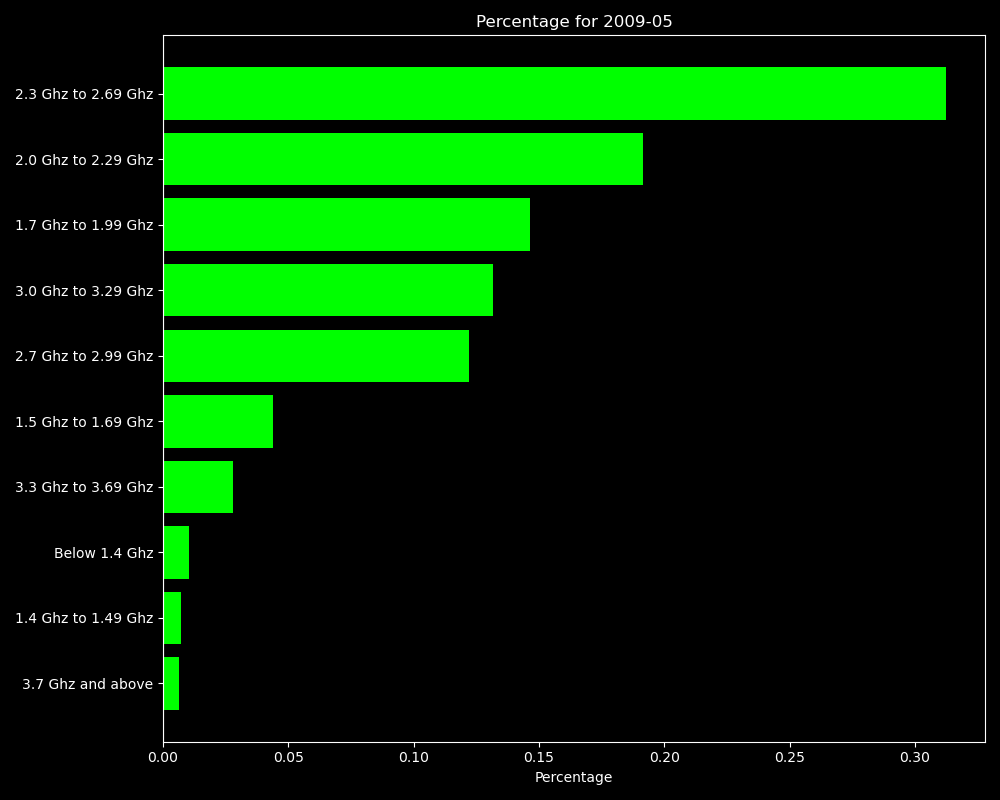 Percentage for 2009-05
2.3 Ghz to 2.69 Ghz
2.0 Ghz to 2.29 Ghz
1.7 Ghz to 1.99 Ghz
3.0 Ghz to 3.29 Ghz
2.7 Ghz to 2.99 Ghz
1.5 Ghz to 1.69 Ghz
3.3 Ghz to 3.69 Ghz
Below 1.4 Ghz
1.4 Ghz to 1.49 Ghz
3.7 Ghz and above
0.00 0.05 0.10 0.15 0.20 0.25 0.30
Percentage